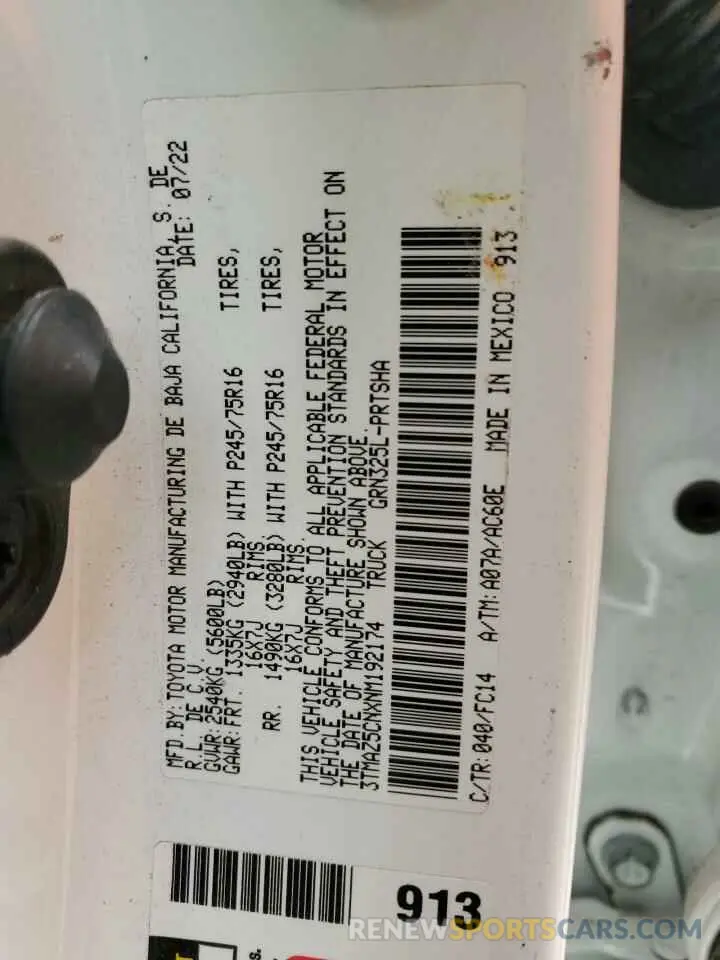 MFD.BY:TOYOTA MOTOR MANUFACTURING DE BAJA CALIFORNIA, S. DE
R.L. DE C.V. DATE: 07/22
GVWR:2540KG (5600LB)
GAWR:FRT. 1335KG (2940LB) WITH P245/75R16 TIRES,
16X7J RIMS.
RR. 1490KG (3280LB) WITH P245/75R16 TIRES,
16X7J RIMS.
THIS VEHICLE CONFORMS TO ALL APPLICABLE FEDERAL MOTOR
VEHICLE SAFETY AND THEFT PREVENTION STANDARDS IN EFFECT ON
THE DATE OF MANUFACTURE SHOWN ABOVE.
3TMAZ5CNXNM192174 TRUCK GRN325L-PRTSHA
C/TR:040/FC14 A/TM:A07A/AC60E MADE IN MEXICO 913
913
s.
RENEWSPORTSCARS.COM